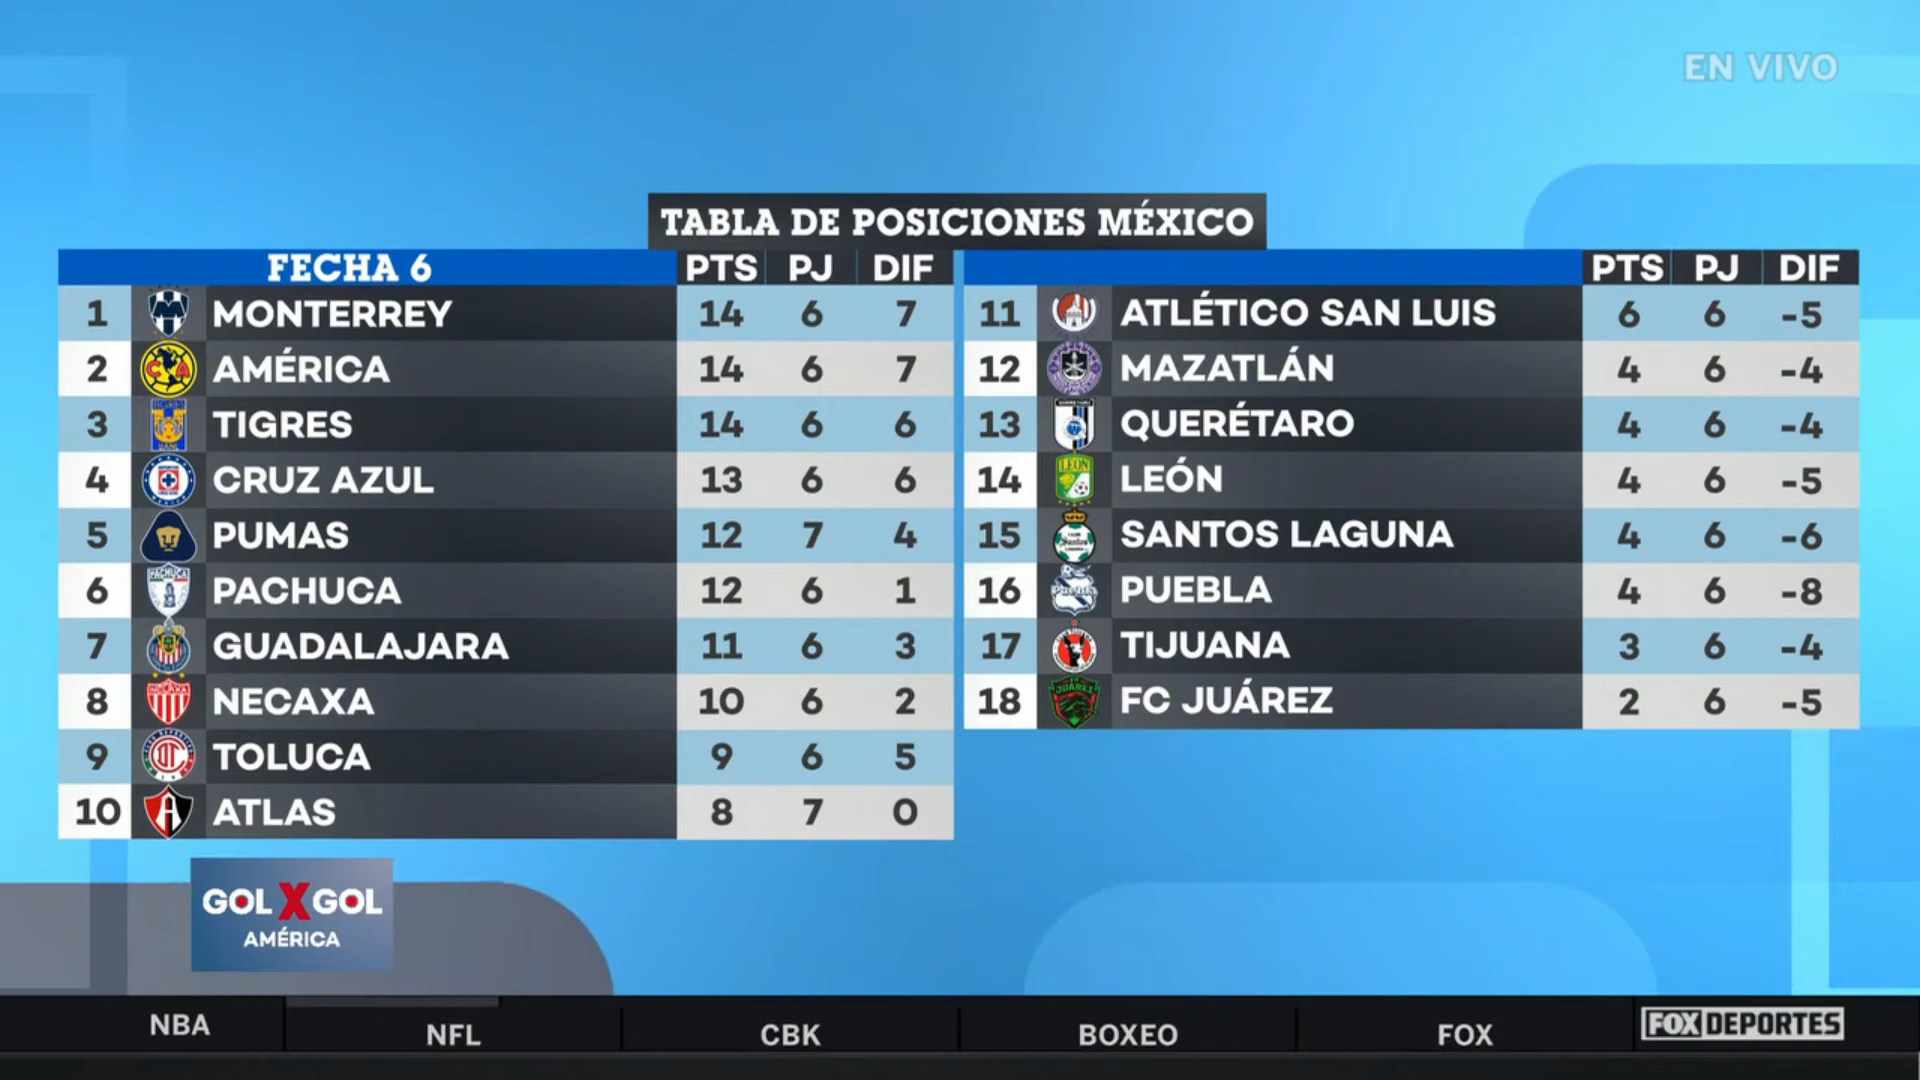 EN VIVO
TABLA DE POSICIONES MÉXICO
FECHA 6 PTS PJ DIF
1 MONTERREY 14 6 7
2 AMÉRICA 14 6 7
3 TIGRES 14 6 6
4 CRUZ AZUL 13 6 6
5 PUMAS 12 7 4
6 PACHUCA 12 6 1
7 GUADALAJARA 11 6 3
8 NECAXA 10 6 2
9 TOLUCA 9 6 5
10 ATLAS 8 7 0
PTS PJ DIF
11 ATLÉTICO SAN LUIS 6 6 -5
12 MAZATLÁN 4 6 -4
13 QUERÉTARO 4 6 -4
14 LEÓN 4 6 -5
15 SANTOS LAGUNA 4 6 -6
16 PUEBLA 4 6 -8
17 TIJUANA 3 6 -4
18 FC JUÁREZ 2 6 -5
GOL X GOL
AMÉRICA
NBA NFL CBK BOXEO FOX FOX DEPORTES